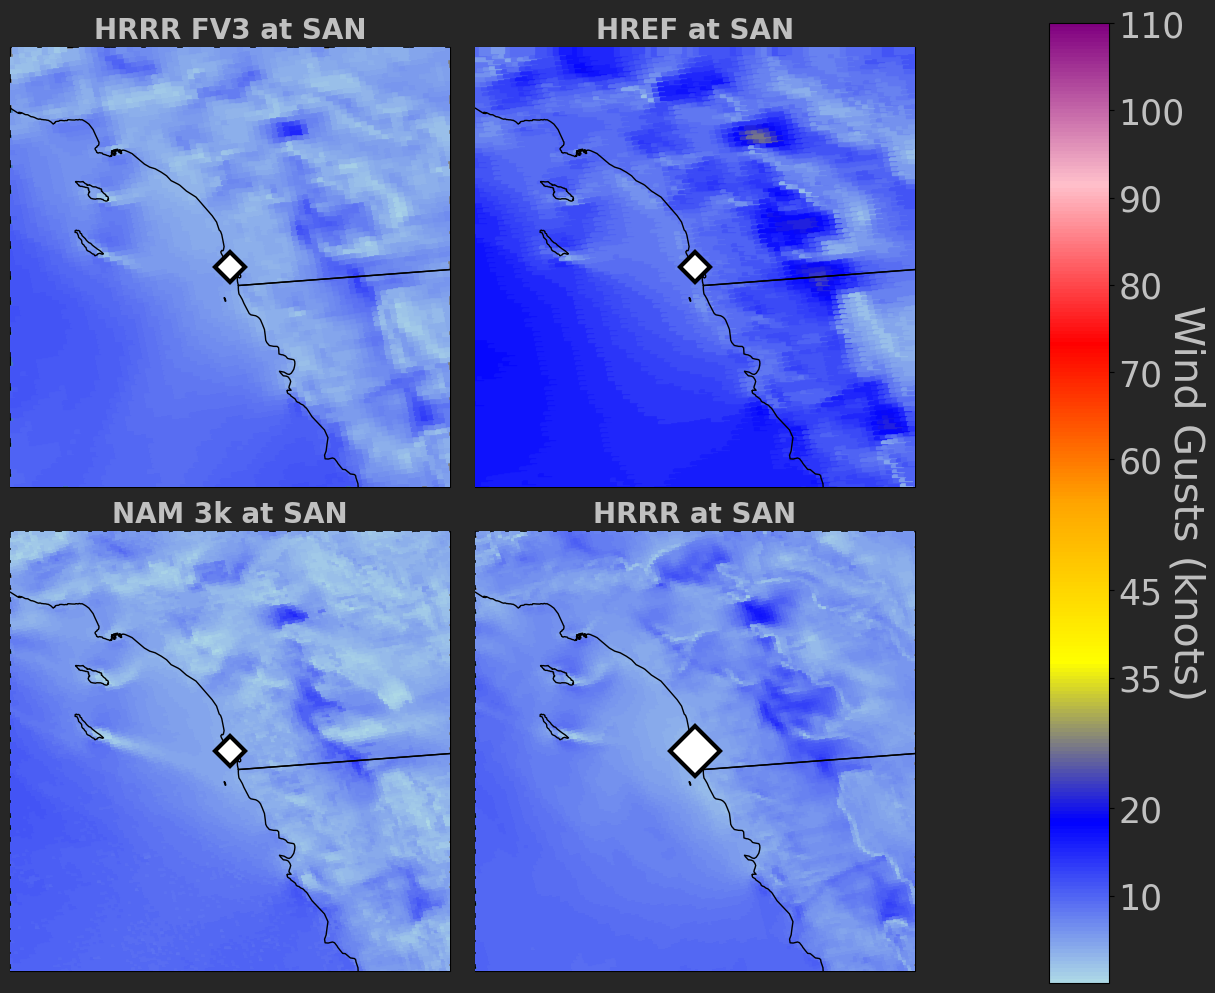 HRRR FV3 at SAN
HREF at SAN
NAM 3k at SAN
HRRR at SAN
110
100
90
80
70
60
45
35
20
10
Wind Gusts (knots)